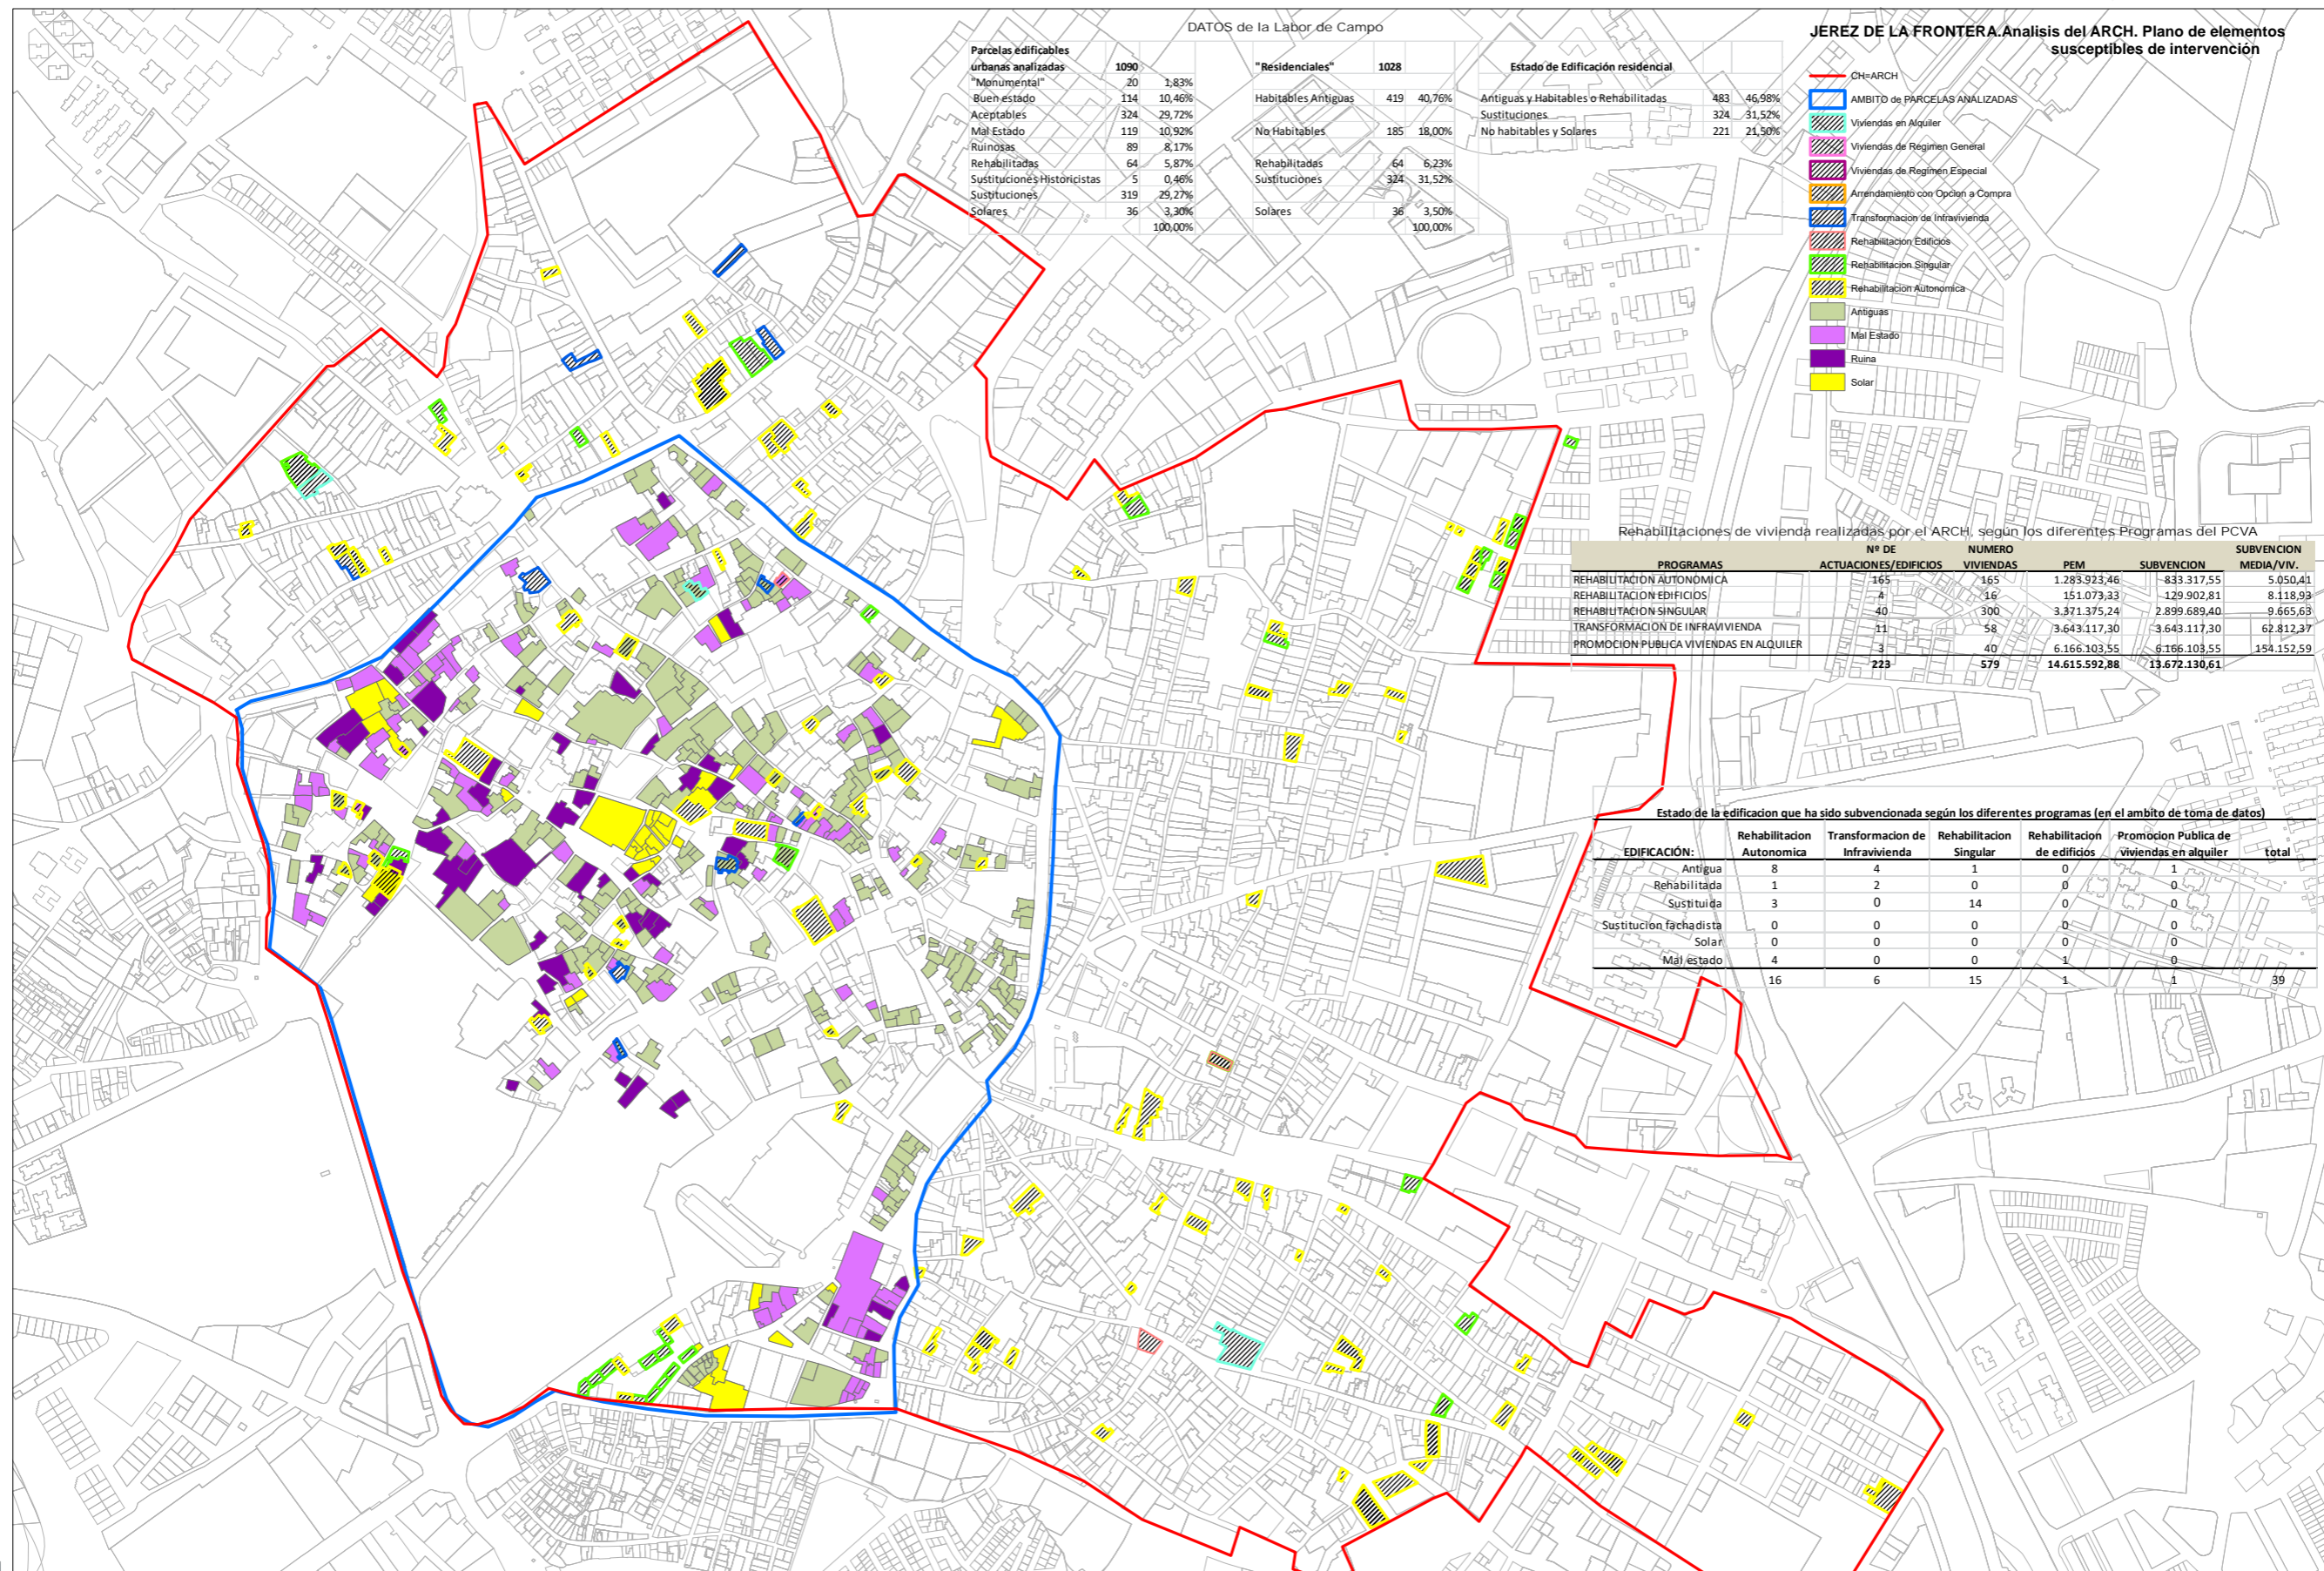 DATOS de la Labor de Campo
JEREZ DE LA FRONTERA.Analisis del ARCH. Plano de elementos
susceptibles de intervención
Parcelas edificables
urbanas analizadas 1090 "Residenciales" 1028 Estado de Edificación residencial
"Monumental" 20 1,83%
Buen estado 114 10,46% Habitables Antiguas 419 40,76% Antiguas y Habitables o Rehabilitadas 483 46,98%
Aceptables 324 29,72% Sustituciones 324 31,52%
Mal Estado 119 10,92% No Habitables 185 18,00% No habitables y Solares 221 21,50%
Ruinosas 89 8,17%
Rehabilitadas 64 5,87% Rehabilitadas 64 6,23%
Sustituciones Historicistas 5 0,46% Sustituciones 324 31,52%
Sustituciones 319 29,27%
Solares 36 3,30% Solares 36 3,50%
100,00% 100,00%
CH=ARCH
AMBITO de PARCELAS ANALIZADAS
Viviendas en Alquiler
Viviendas de Regimen General
Viviendas de Regimen Especial
Arrendamiento con Opcion a Compra
Transformacion de Infravivienda
Rehabilitacion Edificios
Rehabilitacion Singular
Rehabilitacion Autonomica
Antiguas
Mal Estado
Ruina
Solar
Rehabilitaciones de vivienda realizadas por el ARCH, según los diferentes Programas del PCVA
Nº DE NUMERO SUBVENCION
PROGRAMAS ACTUACIONES/EDIFICIOS VIVIENDAS PEM SUBVENCION MEDIA/VIV.
REHABILITACION AUTONÓMICA 165 165 1.283.923,46 833.317,55 5.050,41
REHABILITACION EDIFICIOS 4 16 151.073,33 129.902,81 8.118,93
REHABILITACION SINGULAR 40 300 3.371.375,24 2.899.689,40 9.665,63
TRANSFORMACION DE INFRAVIVIENDA 11 58 3.643.117,30 3.643.117,30 62.812,37
PROMOCION PUBLICA VIVIENDAS EN ALQUILER 3 40 6.166.103,55 6.166.103,55 154.152,59
223 579 14.615.592,88 13.672.130,61
Estado de la edificacion que ha sido subvencionada según los diferentes programas (en el ambito de toma de datos)
Rehabilitacion Transformacion de Rehabilitacion Rehabilitacion Promocion Publica de
EDIFICACIÓN: Autonomica Infravivienda Singular de edificios viviendas en alquiler total
Antigua 8 4 1 0 1
Rehabilitada 1 2 0 0 0
Sustituida 3 0 14 0 0
Sustitucion fachadista 0 0 0 0 0
Solar 0 0 0 0 0
Mal estado 4 0 0 1 0
16 6 15 1 1 39